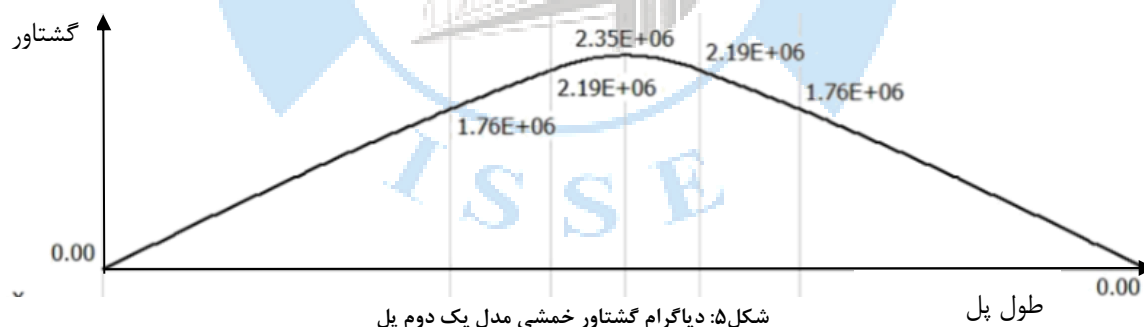 گشتاور
2.35E+06
2.19E+06
2.19E+06
1.76E+06
1.76E+06
I S S E
0.00
0.00
طول پل
شکل۵: دیاگرام گشتاور خمشی مدل یک دوم پل